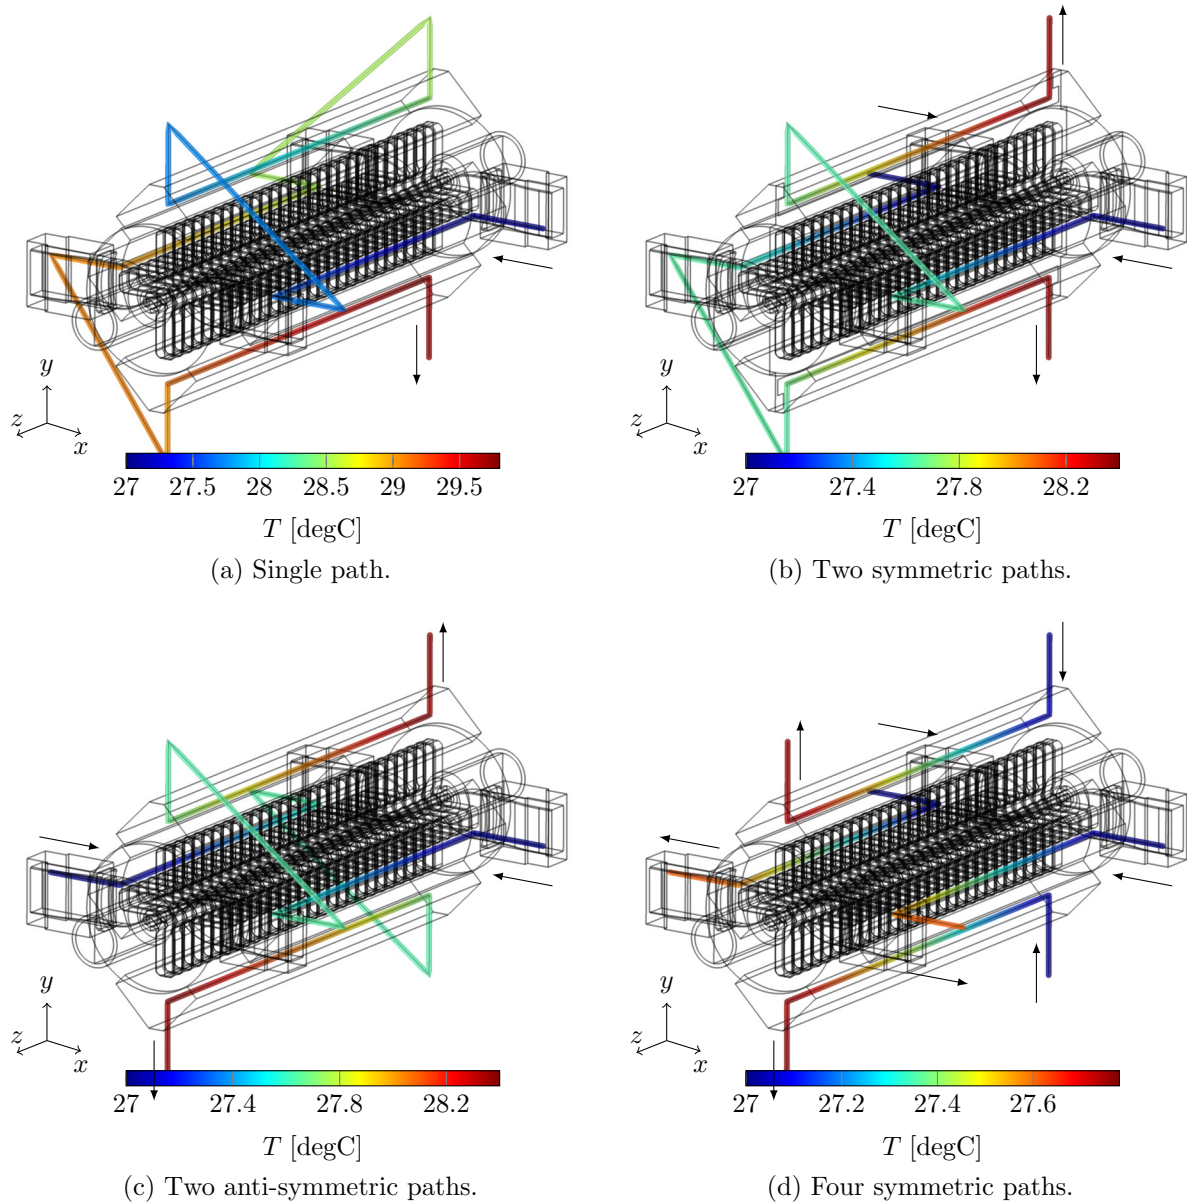 y
z
x
27 27.5 28 28.5 29 29.5
T [degC]
(a) Single path.
y
z
x
27 27.4 27.8 28.2
T [degC]
(b) Two symmetric paths.
y
z
x
27 27.4 27.8 28.2
T [degC]
(c) Two anti-symmetric paths.
y
z
x
27 27.2 27.4 27.6
T [degC]
(d) Four symmetric paths.